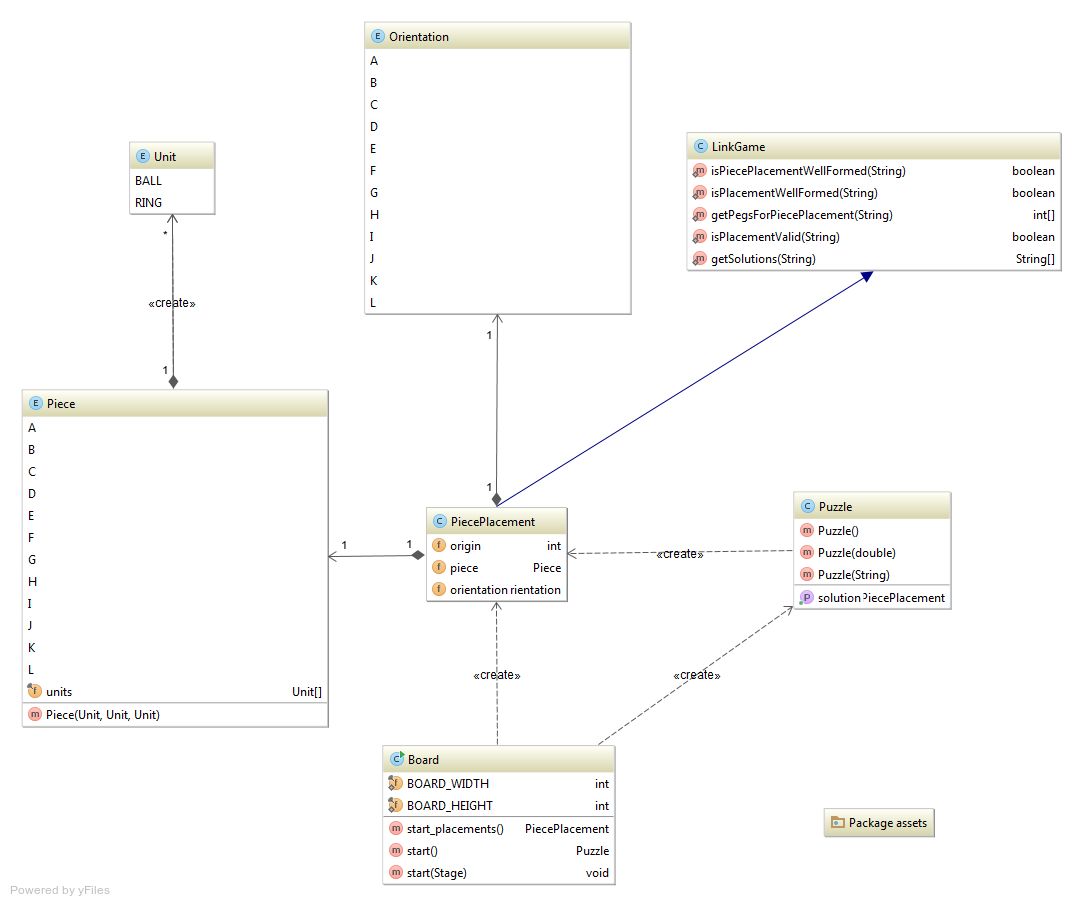 E Orientation
A
B
C
D
E
F
G
H
I
J
K
L
E Unit
BALL
RING
*
«create»
1
C LinkGame
m isPiecePlacementWellFormed(String) boolean
m isPlacementWellFormed(String) boolean
m getPegsForPiecePlacement(String) int[]
m isPlacementValid(String) boolean
m getSolutions(String) String[]
1
1
E Piece
A
B
C
D
E
F
G
H
I
J
K
L
f units Unit[]
m Piece(Unit, Unit, Unit)
1
1
C PiecePlacement
f origin int
f piece Piece
f orientation rientation
«create»
C Puzzle
m Puzzle()
m Puzzle(double)
m Puzzle(String)
P solution PiecePlacement
«create»
«create»
C Board
f BOARD_WIDTH int
f BOARD_HEIGHT int
m start_placements() PiecePlacement
m start() Puzzle
m start(Stage) void
Package assets
Powered by yFiles